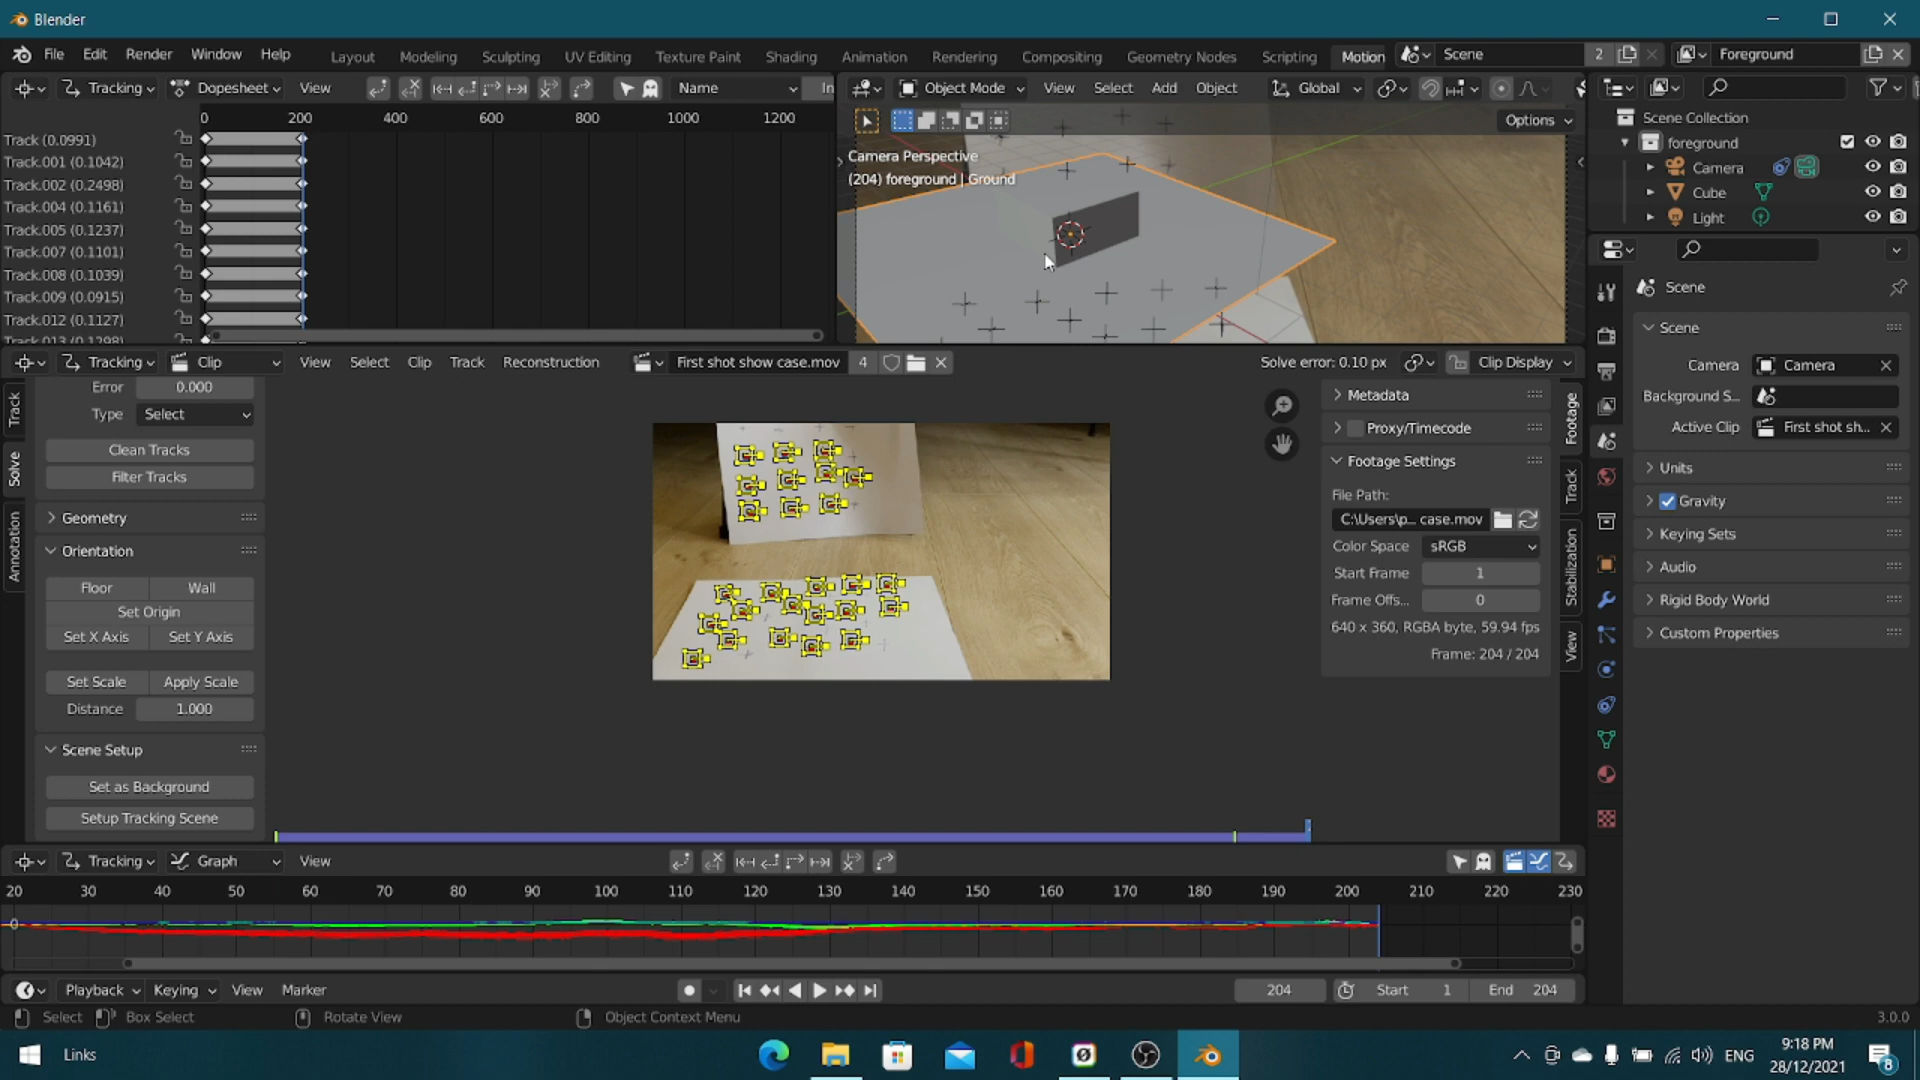 Blender
File Edit Render Window Help
Layout Modeling Sculpting UV Editing Texture Paint Shading Animation Rendering Compositing Geometry Nodes Scripting Motion
Scene 2
Foreground
Tracking Dopesheet View Name In
0 200 400 600 800 1000 1200
Track (0.0991)
Track.001 (0.1042)
Track.002 (0.2498)
Track.004 (0.1161)
Track.005 (0.1237)
Track.007 (0.1101)
Track.008 (0.1039)
Track.009 (0.0915)
Track.012 (0.1127)
Track.013 (0.1298)
Object Mode View Select Add Object Global
Options
Camera Perspective
(204) foreground | Ground
Scene Collection
foreground
Camera
Cube
Light
Tracking Clip View Select Clip Track Reconstruction First shot show case.mov 4 Solve error: 0.10 px Clip Display
Track
Solve
Annotation
Error 0.000
Type Select
Clean Tracks
Filter Tracks
Geometry
Orientation
Floor Wall
Set Origin
Set X Axis Set Y Axis
Set Scale Apply Scale
Distance 1.000
Scene Setup
Set as Background
Setup Tracking Scene
Metadata
Proxy/Timecode
Footage Settings
File Path:
C:\Users\p... case.mov
Color Space sRGB
Start Frame 1
Frame Offs... 0
640 x 360, RGBA byte, 59.94 fps
Frame: 204 / 204
Footage
Track
Stabilization
View
Scene
Scene
Camera Camera
Background S...
Active Clip First shot sh...
Units
Gravity
Keying Sets
Audio
Rigid Body World
Custom Properties
Tracking Graph View
20 30 40 50 60 70 80 90 100 110 120 130 140 150 160 170 180 190 200 210 220 230
0
Playback Keying View Marker 204 Start 1 End 204
Select Box Select Rotate View Object Context Menu 3.0.0
Links
ENG
9:18 PM
28/12/2021
8